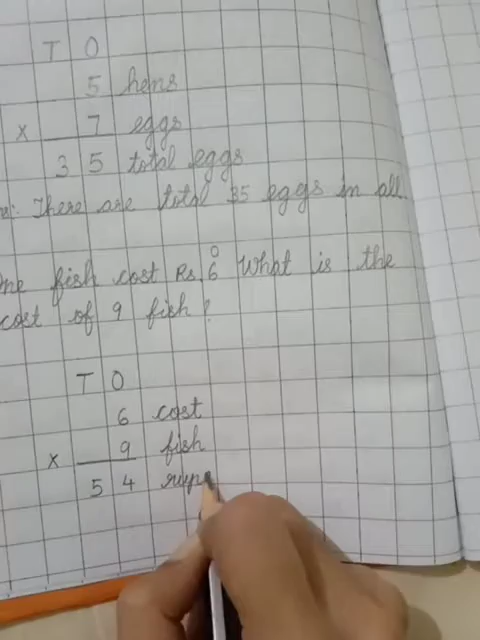 T O
5 hens
x 7 eggs
3 5 total eggs
There are total 35 eggs in all.
fish cost Rs. 6 What is the
cost of 9 fish?
T O
6 cost
x 9 fish
5 4 rup